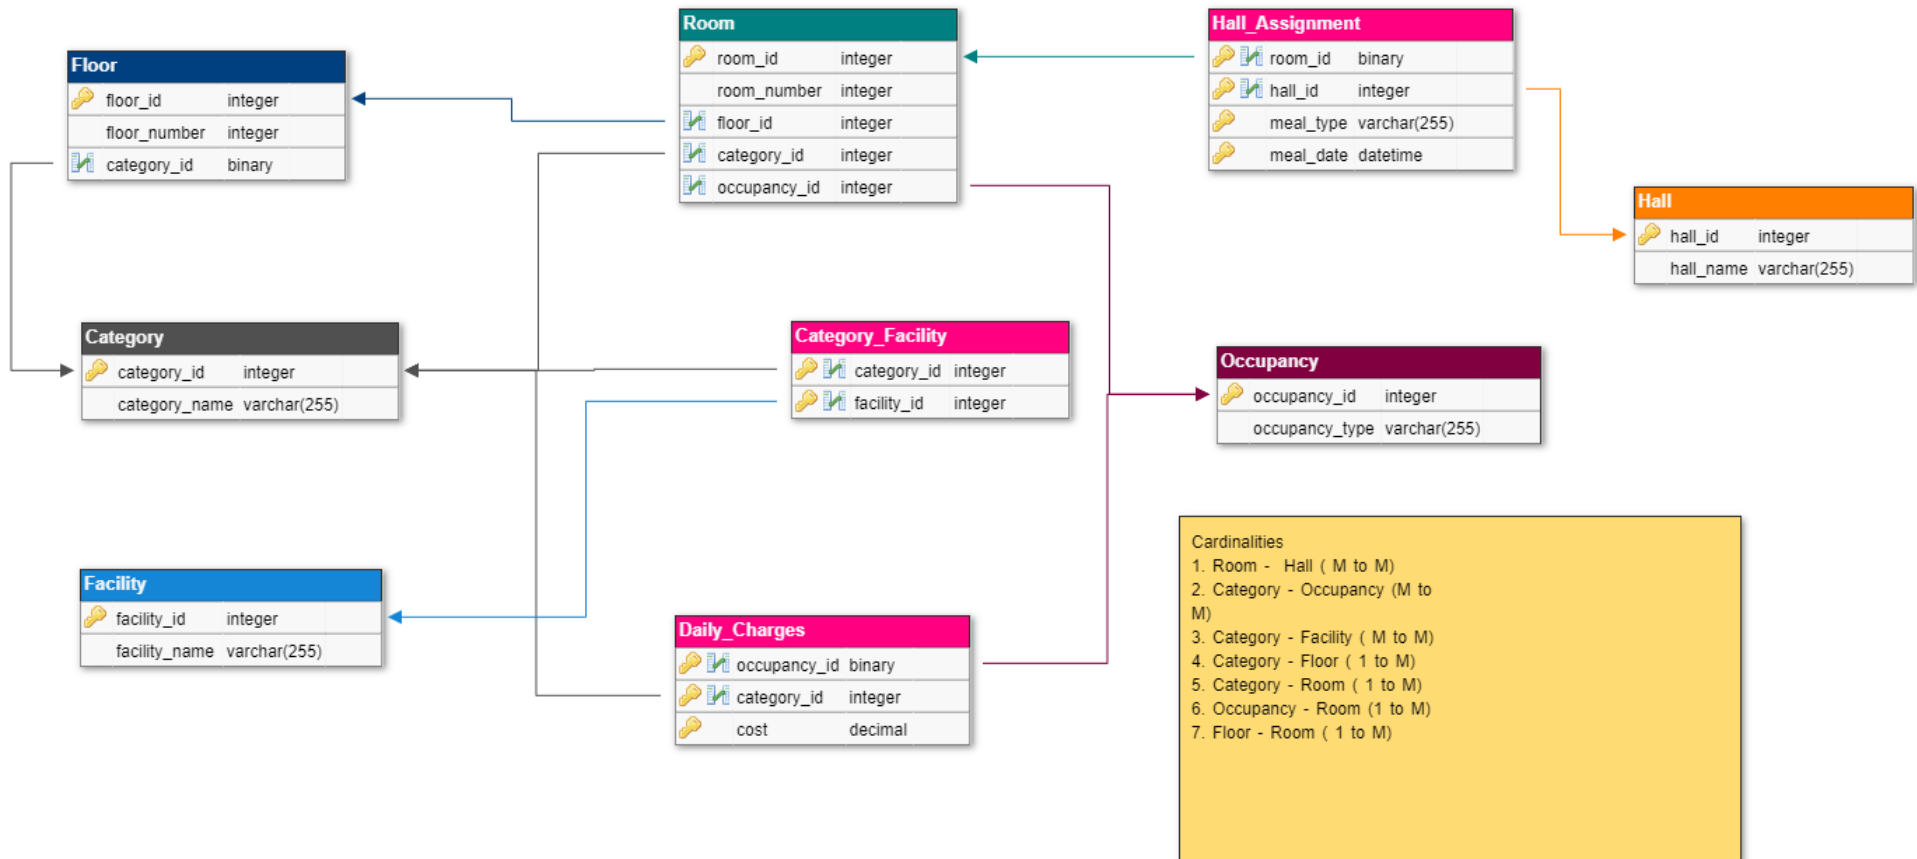 Floor
floor_id integer
floor_number integer
category_id binary
Room
room_id integer
room_number integer
floor_id integer
category_id integer
occupancy_id integer
Hall_Assignment
room_id binary
hall_id integer
meal_type varchar(255)
meal_date datetime
Hall
hall_id integer
hall_name varchar(255)
Category
category_id integer
category_name varchar(255)
Category_Facility
category_id integer
facility_id integer
Occupancy
occupancy_id integer
occupancy_type varchar(255)
Facility
facility_id integer
facility_name varchar(255)
Daily_Charges
occupancy_id binary
category_id integer
cost decimal
Cardinalities
1. Room - Hall ( M to M)
2. Category - Occupancy (M to
M)
3. Category - Facility ( M to M)
4. Category - Floor ( 1 to M)
5. Category - Room ( 1 to M)
6. Occupancy - Room (1 to M)
7. Floor - Room ( 1 to M)